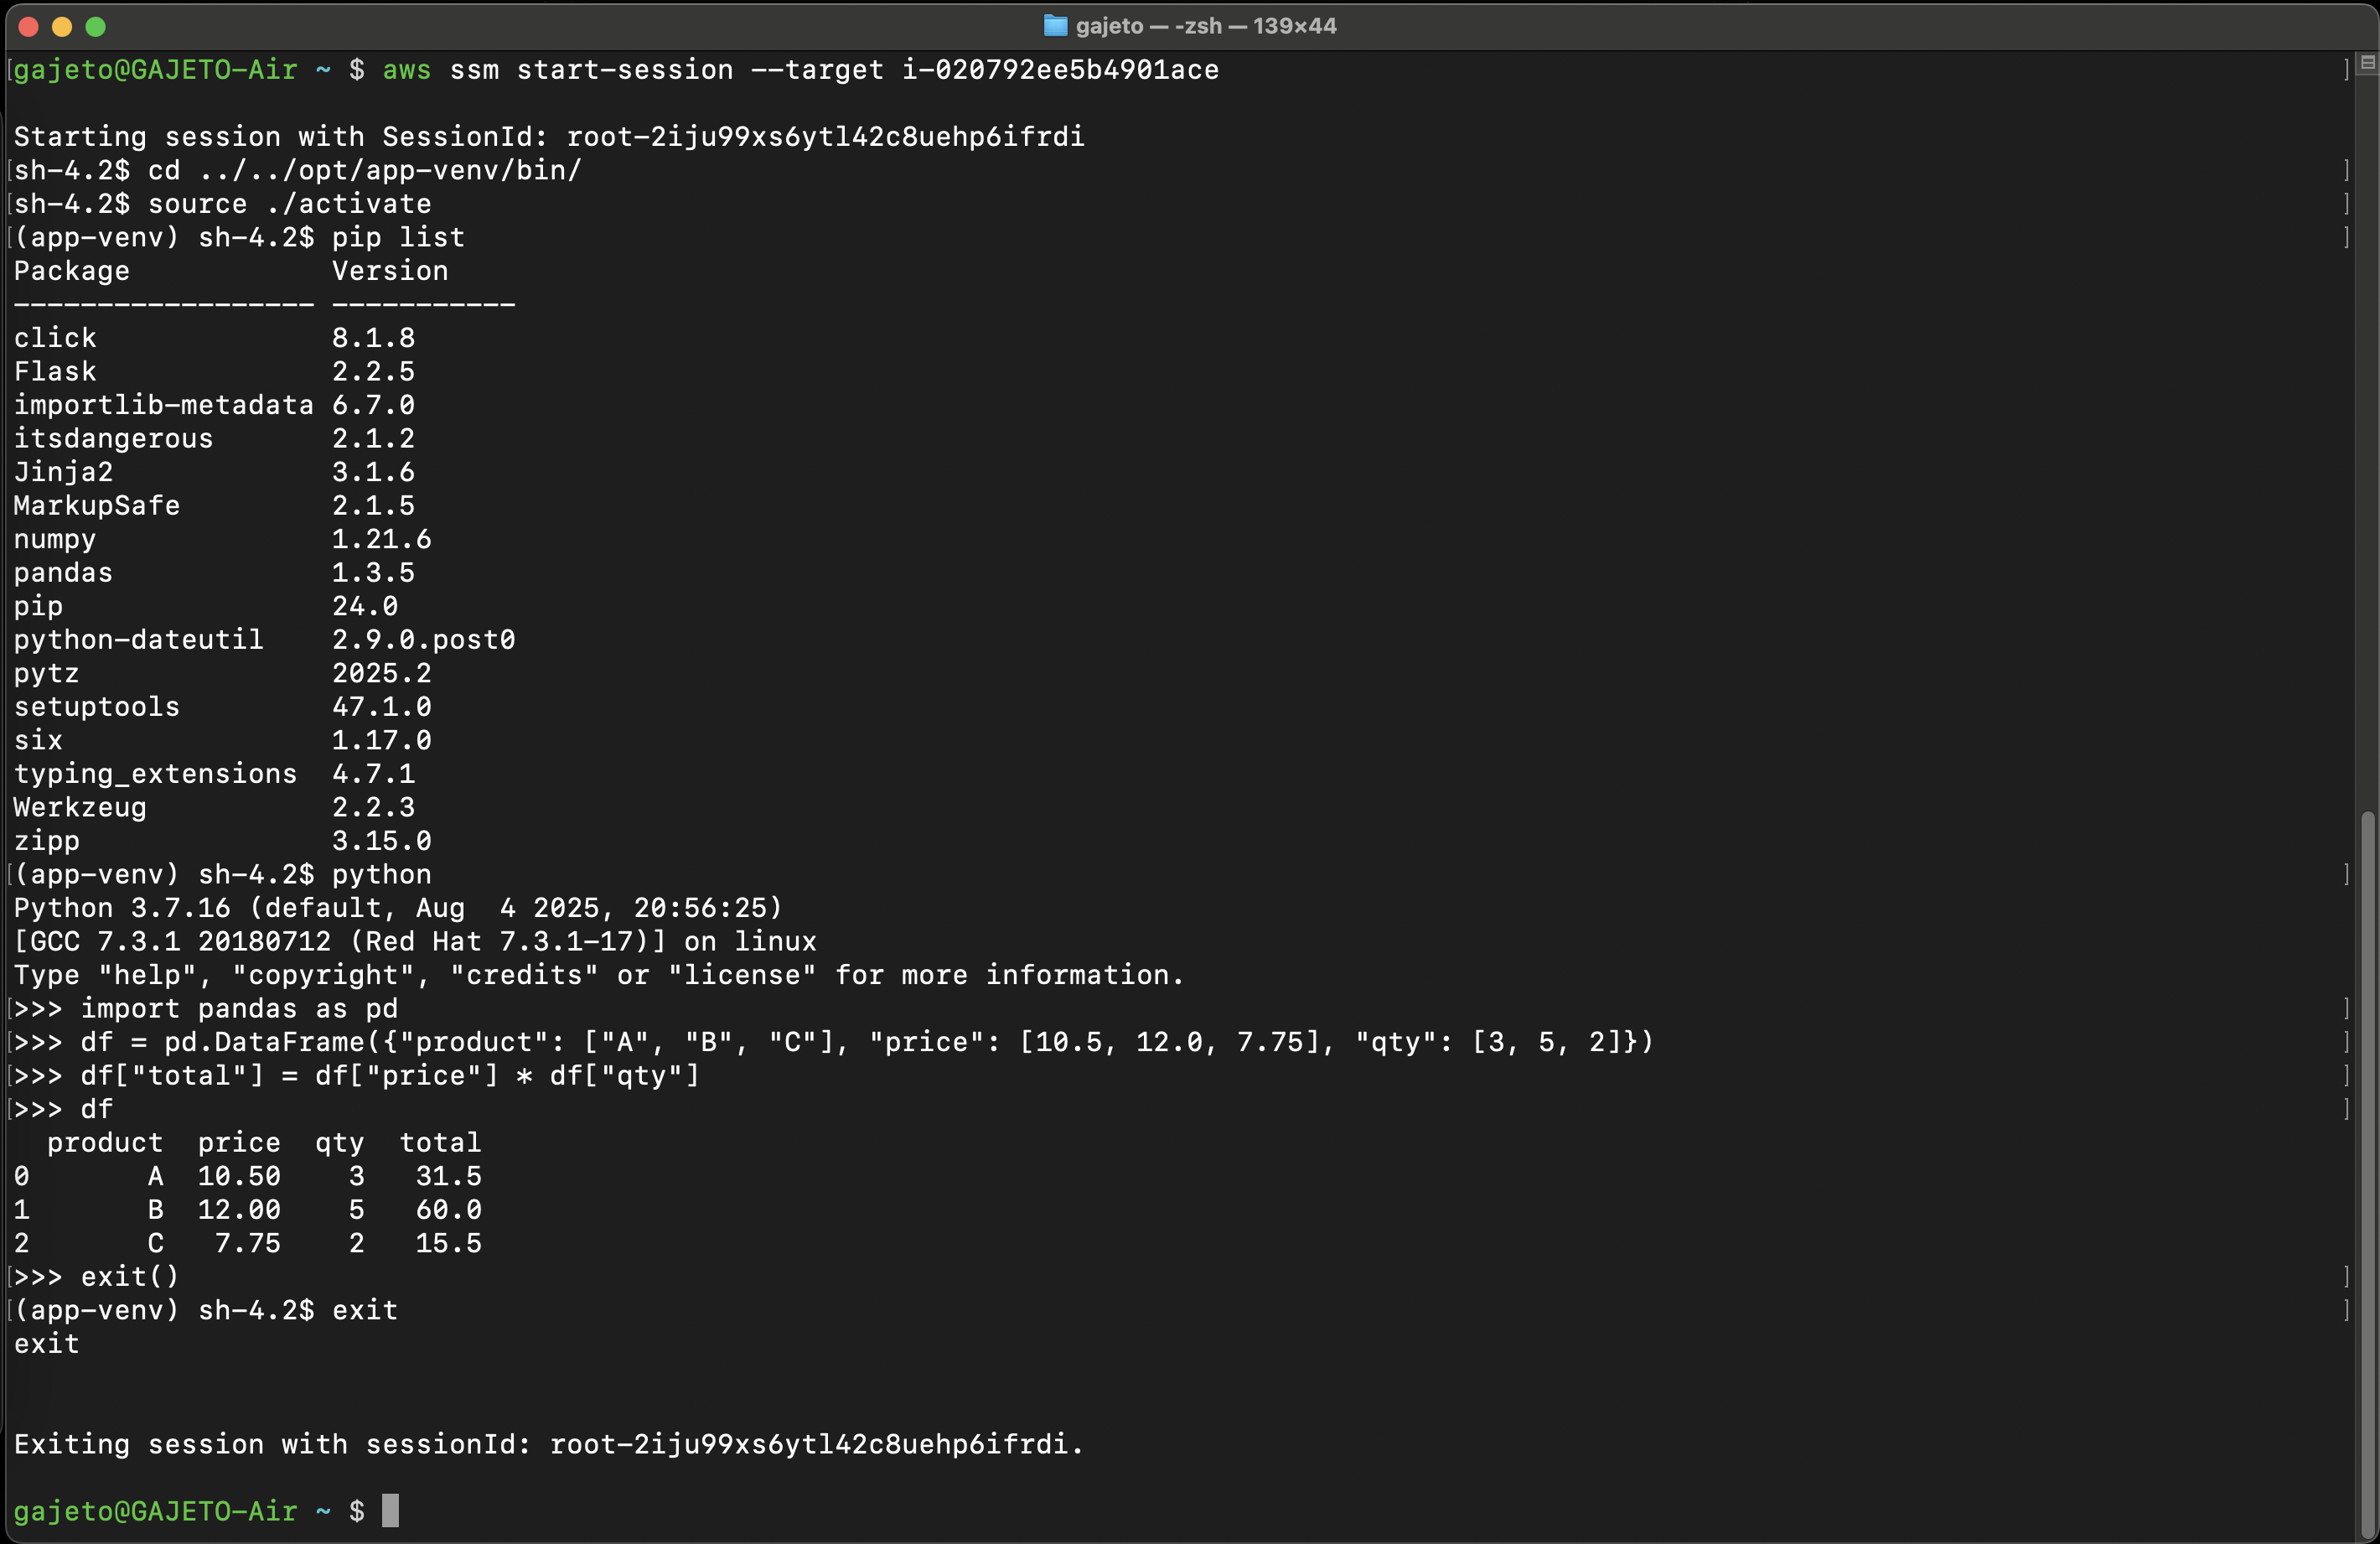 gajeto — -zsh — 139×44
[gajeto@GAJETO-Air ~ $ aws ssm start-session --target i-020792ee5b4901ace ]
Starting session with SessionId: root-2iju99xs6ytl42c8uehp6ifrdi
[sh-4.2$ cd ../../opt/app-venv/bin/ ]
[sh-4.2$ source ./activate ]
[(app-venv) sh-4.2$ pip list ]
Package            Version
------------------ -----------
click              8.1.8
Flask              2.2.5
importlib-metadata 6.7.0
itsdangerous       2.1.2
Jinja2             3.1.6
MarkupSafe         2.1.5
numpy              1.21.6
pandas             1.3.5
pip                24.0
python-dateutil    2.9.0.post0
pytz               2025.2
setuptools         47.1.0
six                1.17.0
typing_extensions  4.7.1
Werkzeug           2.2.3
zipp               3.15.0
[(app-venv) sh-4.2$ python ]
Python 3.7.16 (default, Aug  4 2025, 20:56:25)
[GCC 7.3.1 20180712 (Red Hat 7.3.1-17)] on linux
Type "help", "copyright", "credits" or "license" for more information.
[>>> import pandas as pd ]
[>>> df = pd.DataFrame({"product": ["A", "B", "C"], "price": [10.5, 12.0, 7.75], "qty": [3, 5, 2]}) ]
[>>> df["total"] = df["price"] * df["qty"] ]
[>>> df ]
  product  price  qty  total
0       A  10.50    3   31.5
1       B  12.00    5   60.0
2       C   7.75    2   15.5
[>>> exit() ]
[(app-venv) sh-4.2$ exit ]
exit
Exiting session with sessionId: root-2iju99xs6ytl42c8uehp6ifrdi.
gajeto@GAJETO-Air ~ $